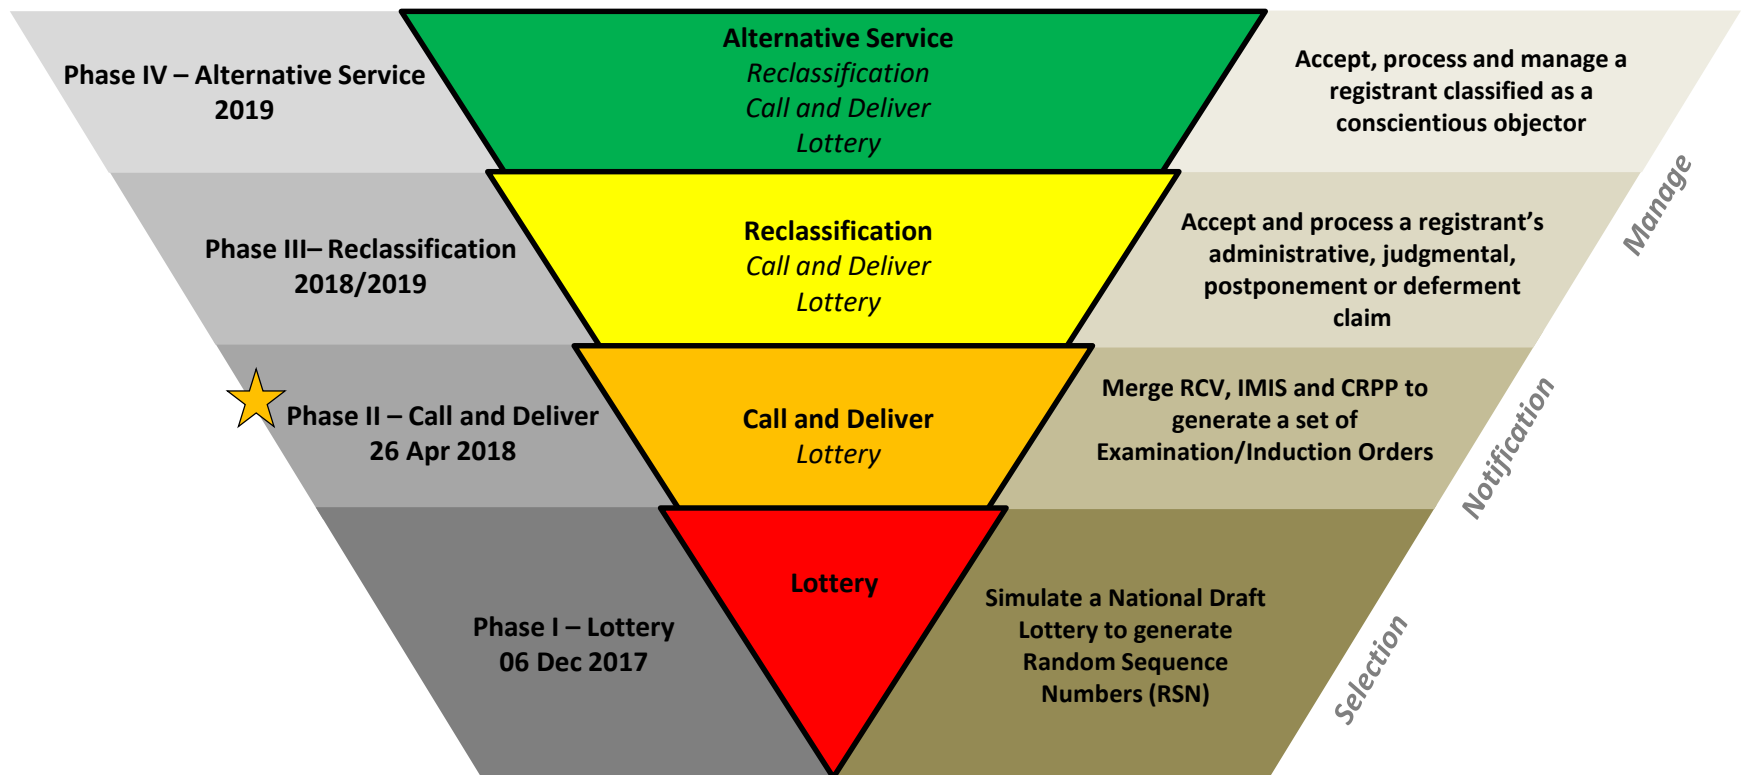 Phase IV – Alternative Service
2019
Alternative Service
Reclassification
Call and Deliver
Lottery
Accept, process and manage a
registrant classified as a
conscientious objector
Manage
Phase III– Reclassification
2018/2019
Reclassification
Call and Deliver
Lottery
Accept and process a registrant’s
administrative, judgmental,
postponement or deferment
claim
Phase II – Call and Deliver
26 Apr 2018
Call and Deliver
Lottery
Merge RCV, IMIS and CRPP to
generate a set of
Examination/Induction Orders
Notification
Phase I – Lottery
06 Dec 2017
Lottery
Simulate a National Draft
Lottery to generate
Random Sequence
Numbers (RSN)
Selection